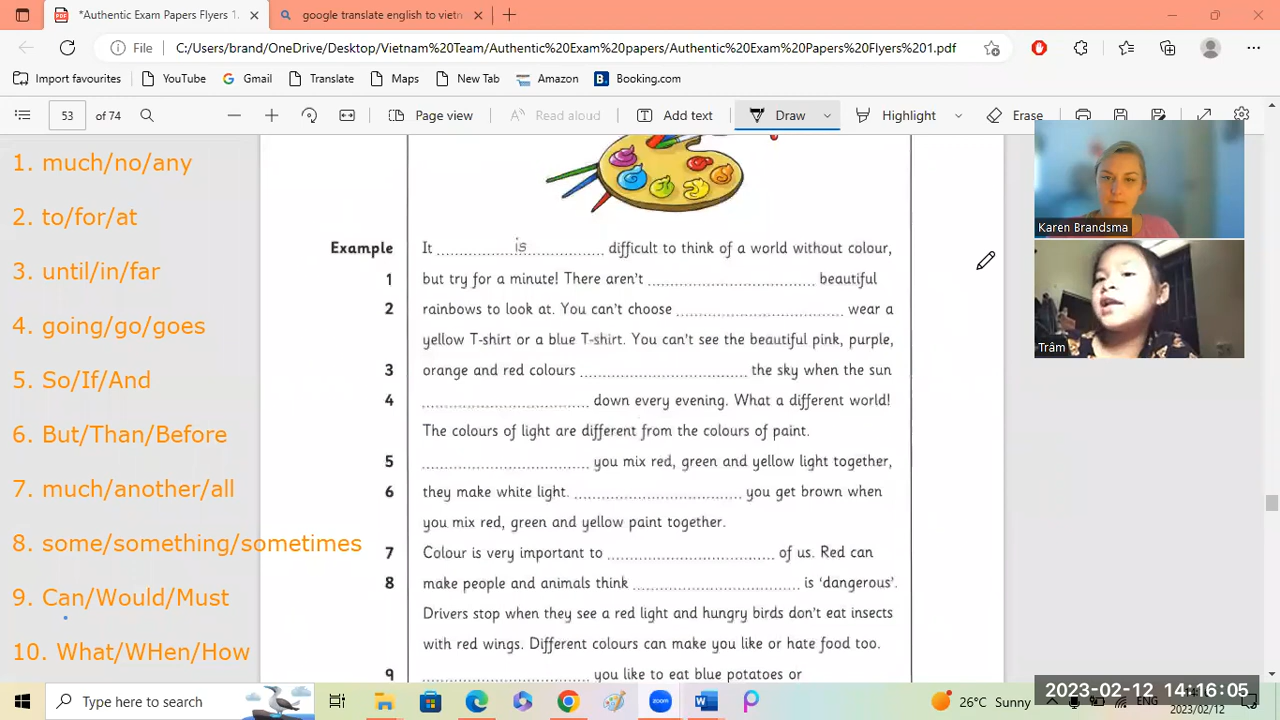 *Authentic Exam Papers Flyers 1.
google translate english to vietn
File
C:/Users/brand/OneDrive/Desktop/Vietnam%20Team/Authentic%20Exam%20papers/Authentic%20Exam%20Papers%20Flyers%201.pdf
Import favourites YouTube Gmail Translate Maps New Tab Amazon Booking.com
53 of 74 Page view Read aloud Add text Draw Highlight Erase
1. much/no/any
2. to/for/at
3. until/in/far
4. going/go/goes
5. So/If/And
6. But/Than/Before
7. much/another/all
8. some/something/sometimes
9. Can/Would/Must
10. What/WHen/How
Example It ........ is ........ difficult to think of a world without colour,
1 but try for a minute! There aren't ........ beautiful
2 rainbows to look at. You can't choose ........ wear a
yellow T-shirt or a blue T-shirt. You can't see the beautiful pink, purple,
3 orange and red colours ........ the sky when the sun
4 ........ down every evening. What a different world!
The colours of light are different from the colours of paint.
5 ........ you mix red, green and yellow light together,
6 they make white light. ........ you get brown when
you mix red, green and yellow paint together.
7 Colour is very important to ........ of us. Red can
8 make people and animals think ........ is 'dangerous'.
Drivers stop when they see a red light and hungry birds don't eat insects
with red wings. Different colours can make you like or hate food too.
9 ........ you like to eat blue potatoes or
Karen Brandsma
Trâm
Type here to search
26°C Sunny
ENG
2023-02-12 14:16:05
2023/02/12